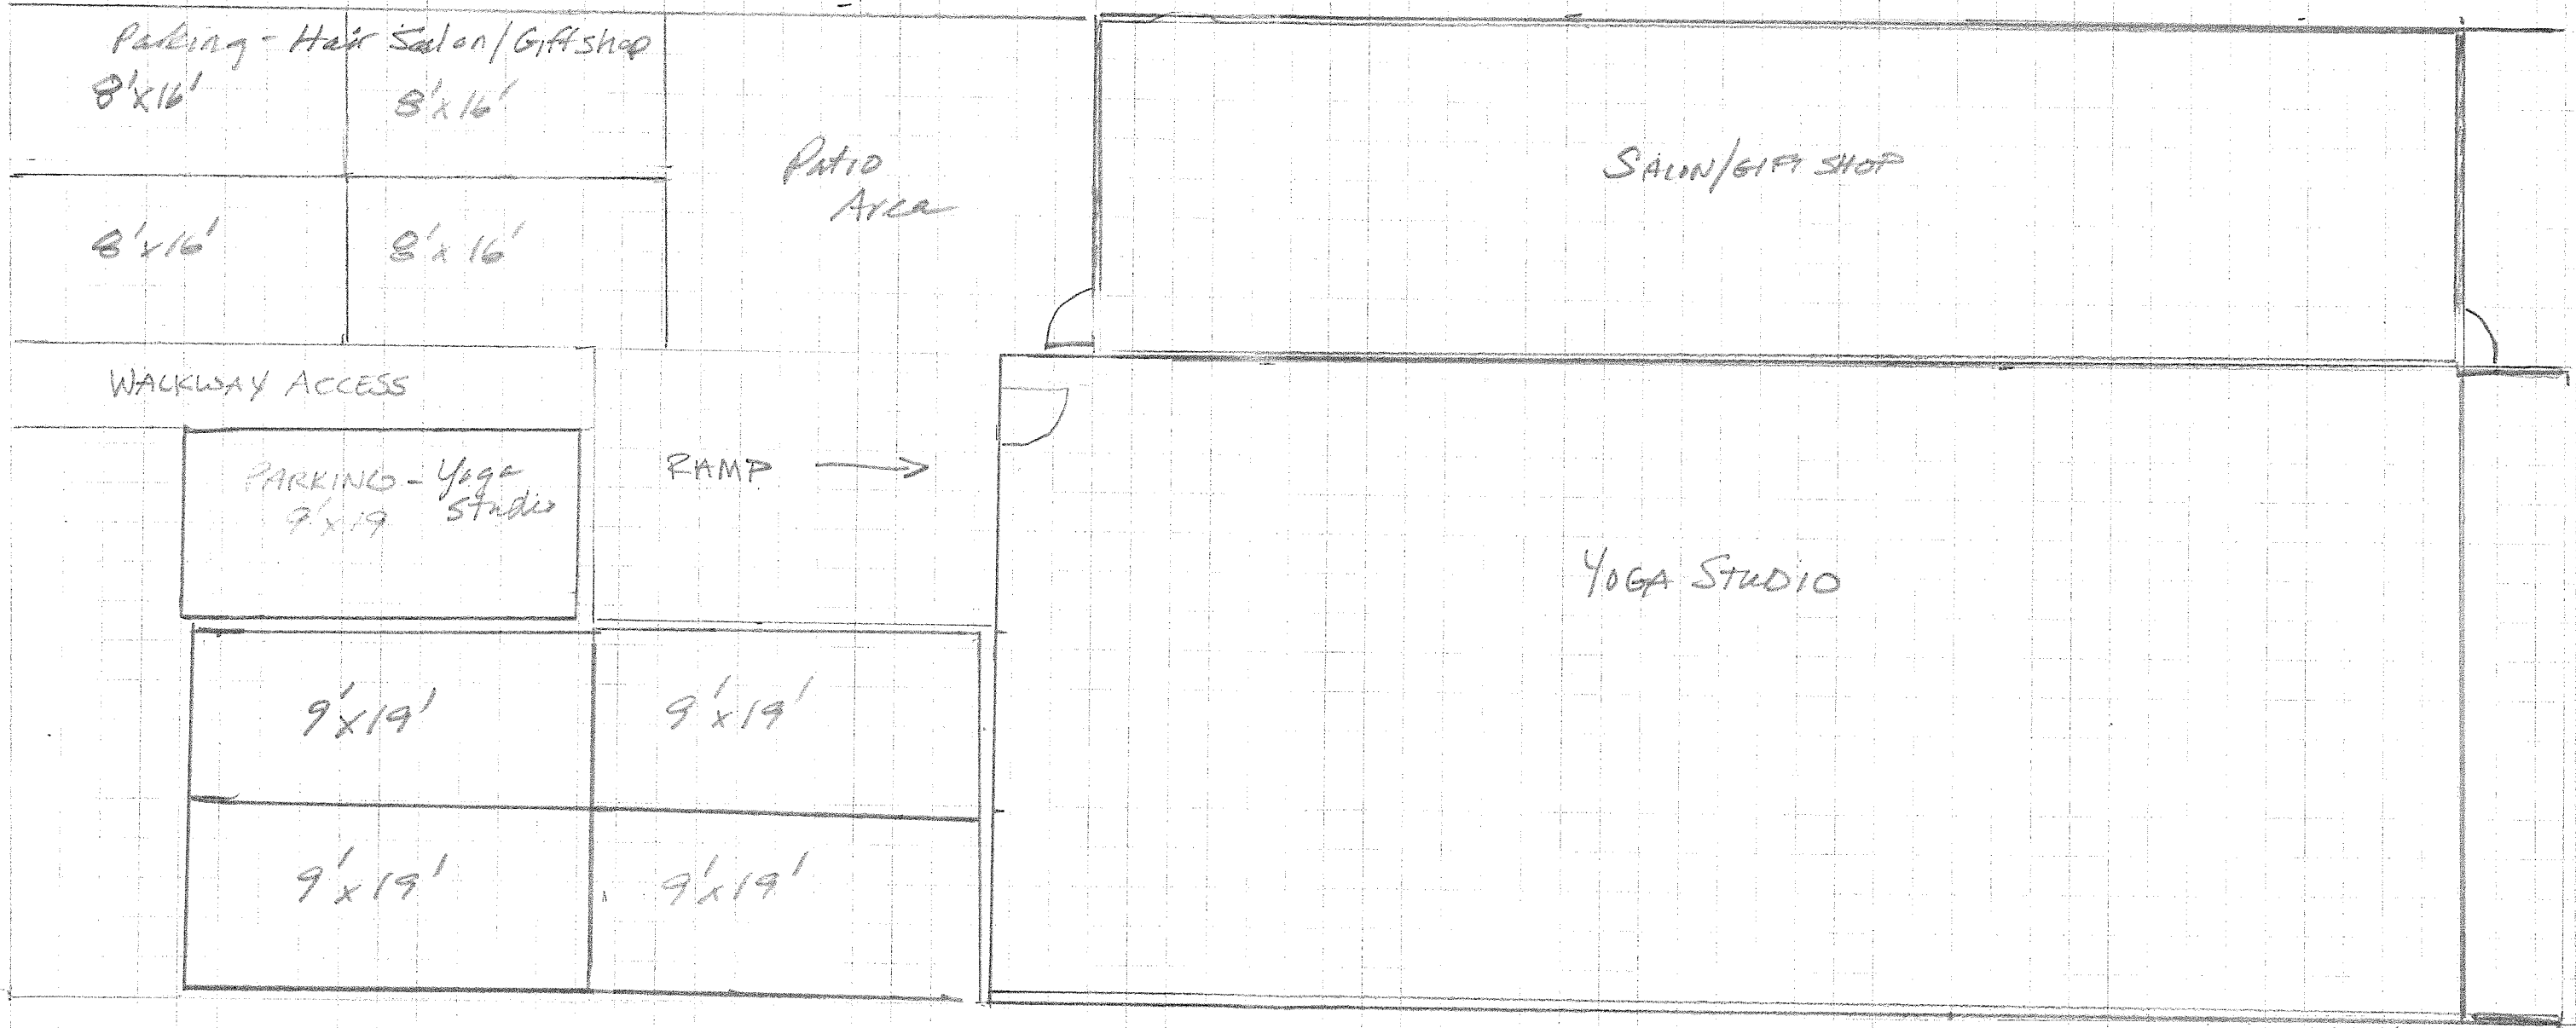 Parking - Hair Salon/Giftshop
8'x16'
8'x16'
8'x16'
8'x16'
Patio
Area
SALON/GIFT SHOP
WALKWAY ACCESS
PARKING - Yoga
Studio
9'x19
RAMP →
YOGA STUDIO
9'x19'
9'x19'
9'x19'
9'x19'